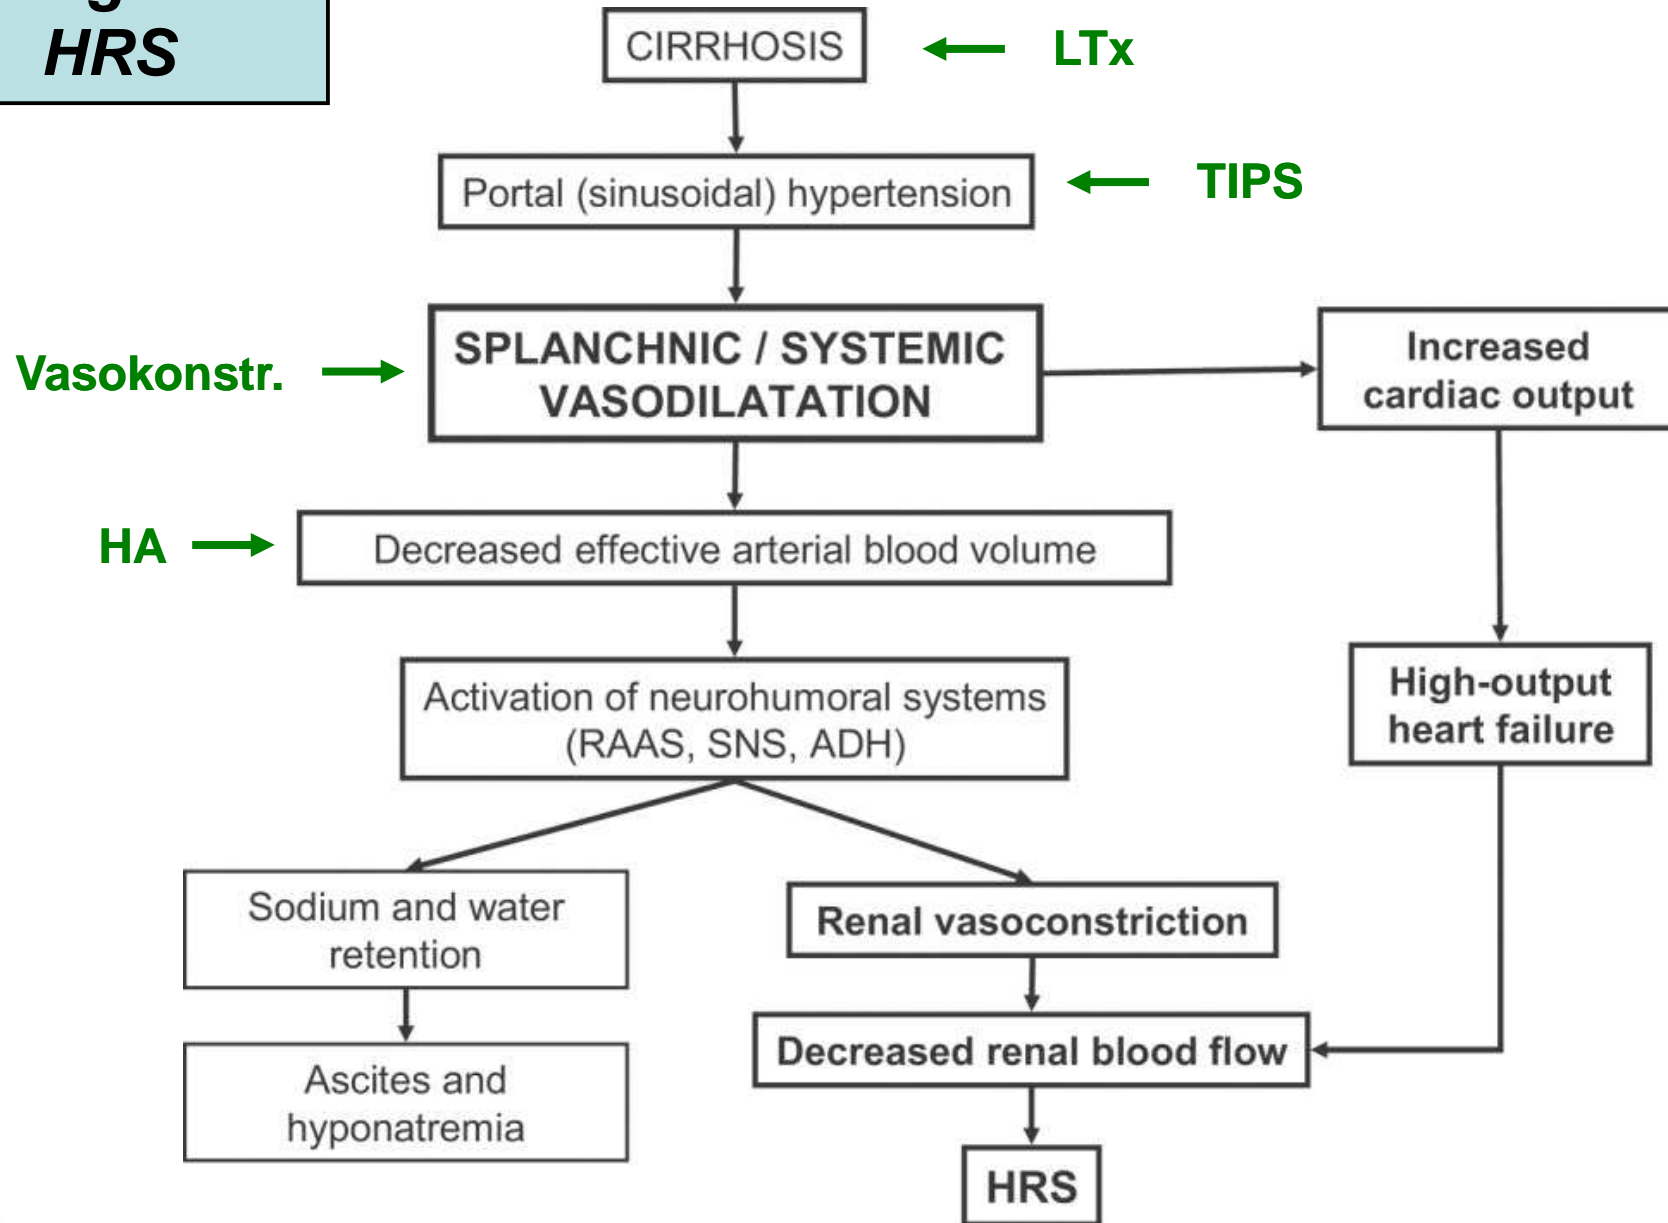 HRS
CIRRHOSIS
LTx
Portal (sinusoidal) hypertension
TIPS
Vasokonstr.
SPLANCHNIC / SYSTEMIC
VASODILATATION
Increased
cardiac output
HA
Decreased effective arterial blood volume
Activation of neurohumoral systems
(RAAS, SNS, ADH)
High-output
heart failure
Sodium and water
retention
Renal vasoconstriction
Decreased renal blood flow
Ascites and
hyponatremia
HRS